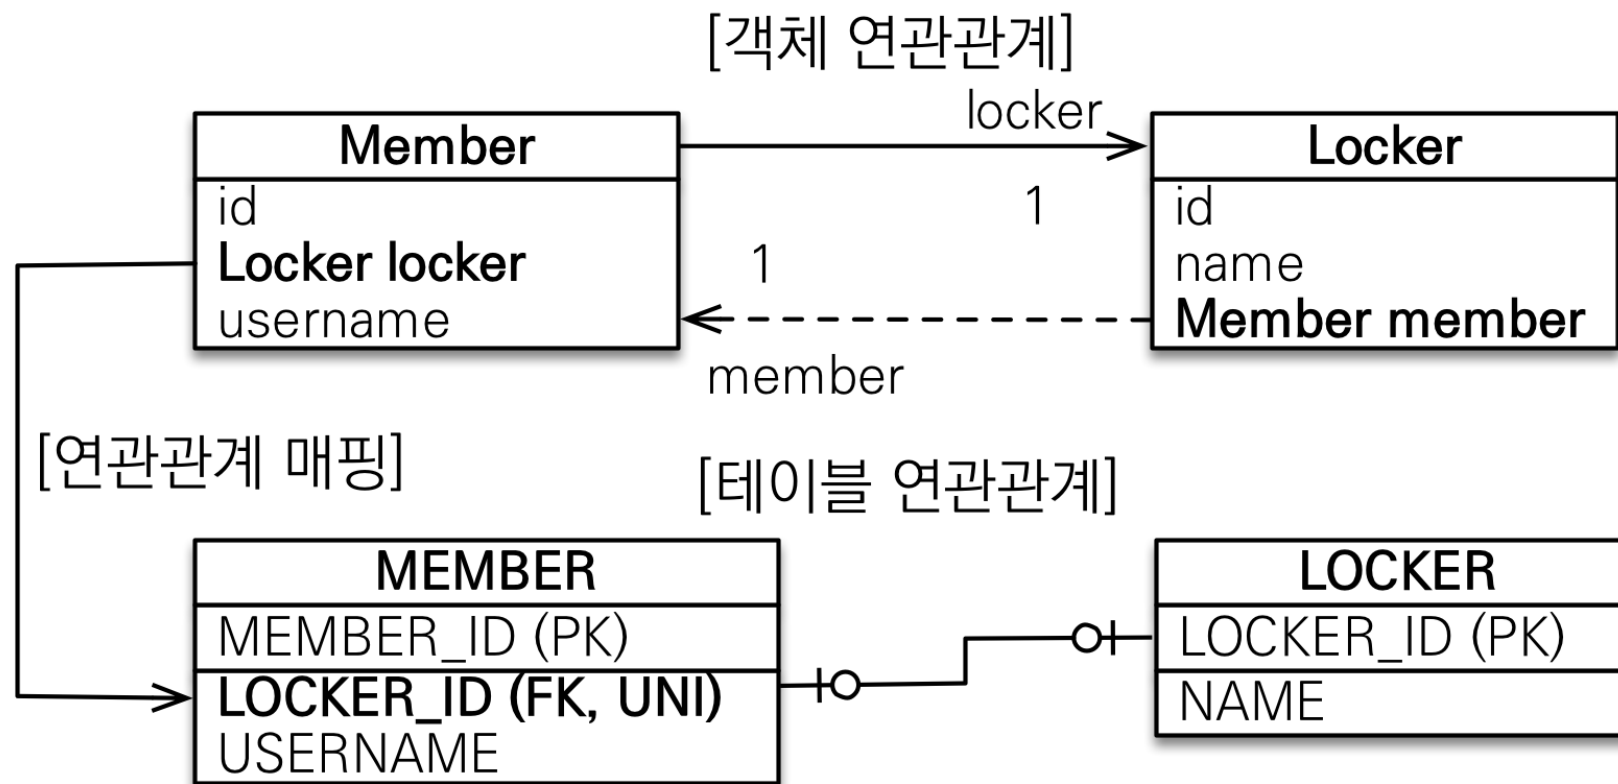 [객체 연관관계]
locker
Member
Locker
id
Locker locker
username
1
1
id
name
Member member
member
[연관관계 매핑]
[테이블 연관관계]
MEMBER
MEMBER_ID (PK)
LOCKER_ID (FK, UNI)
USERNAME
LOCKER
LOCKER_ID (PK)
NAME